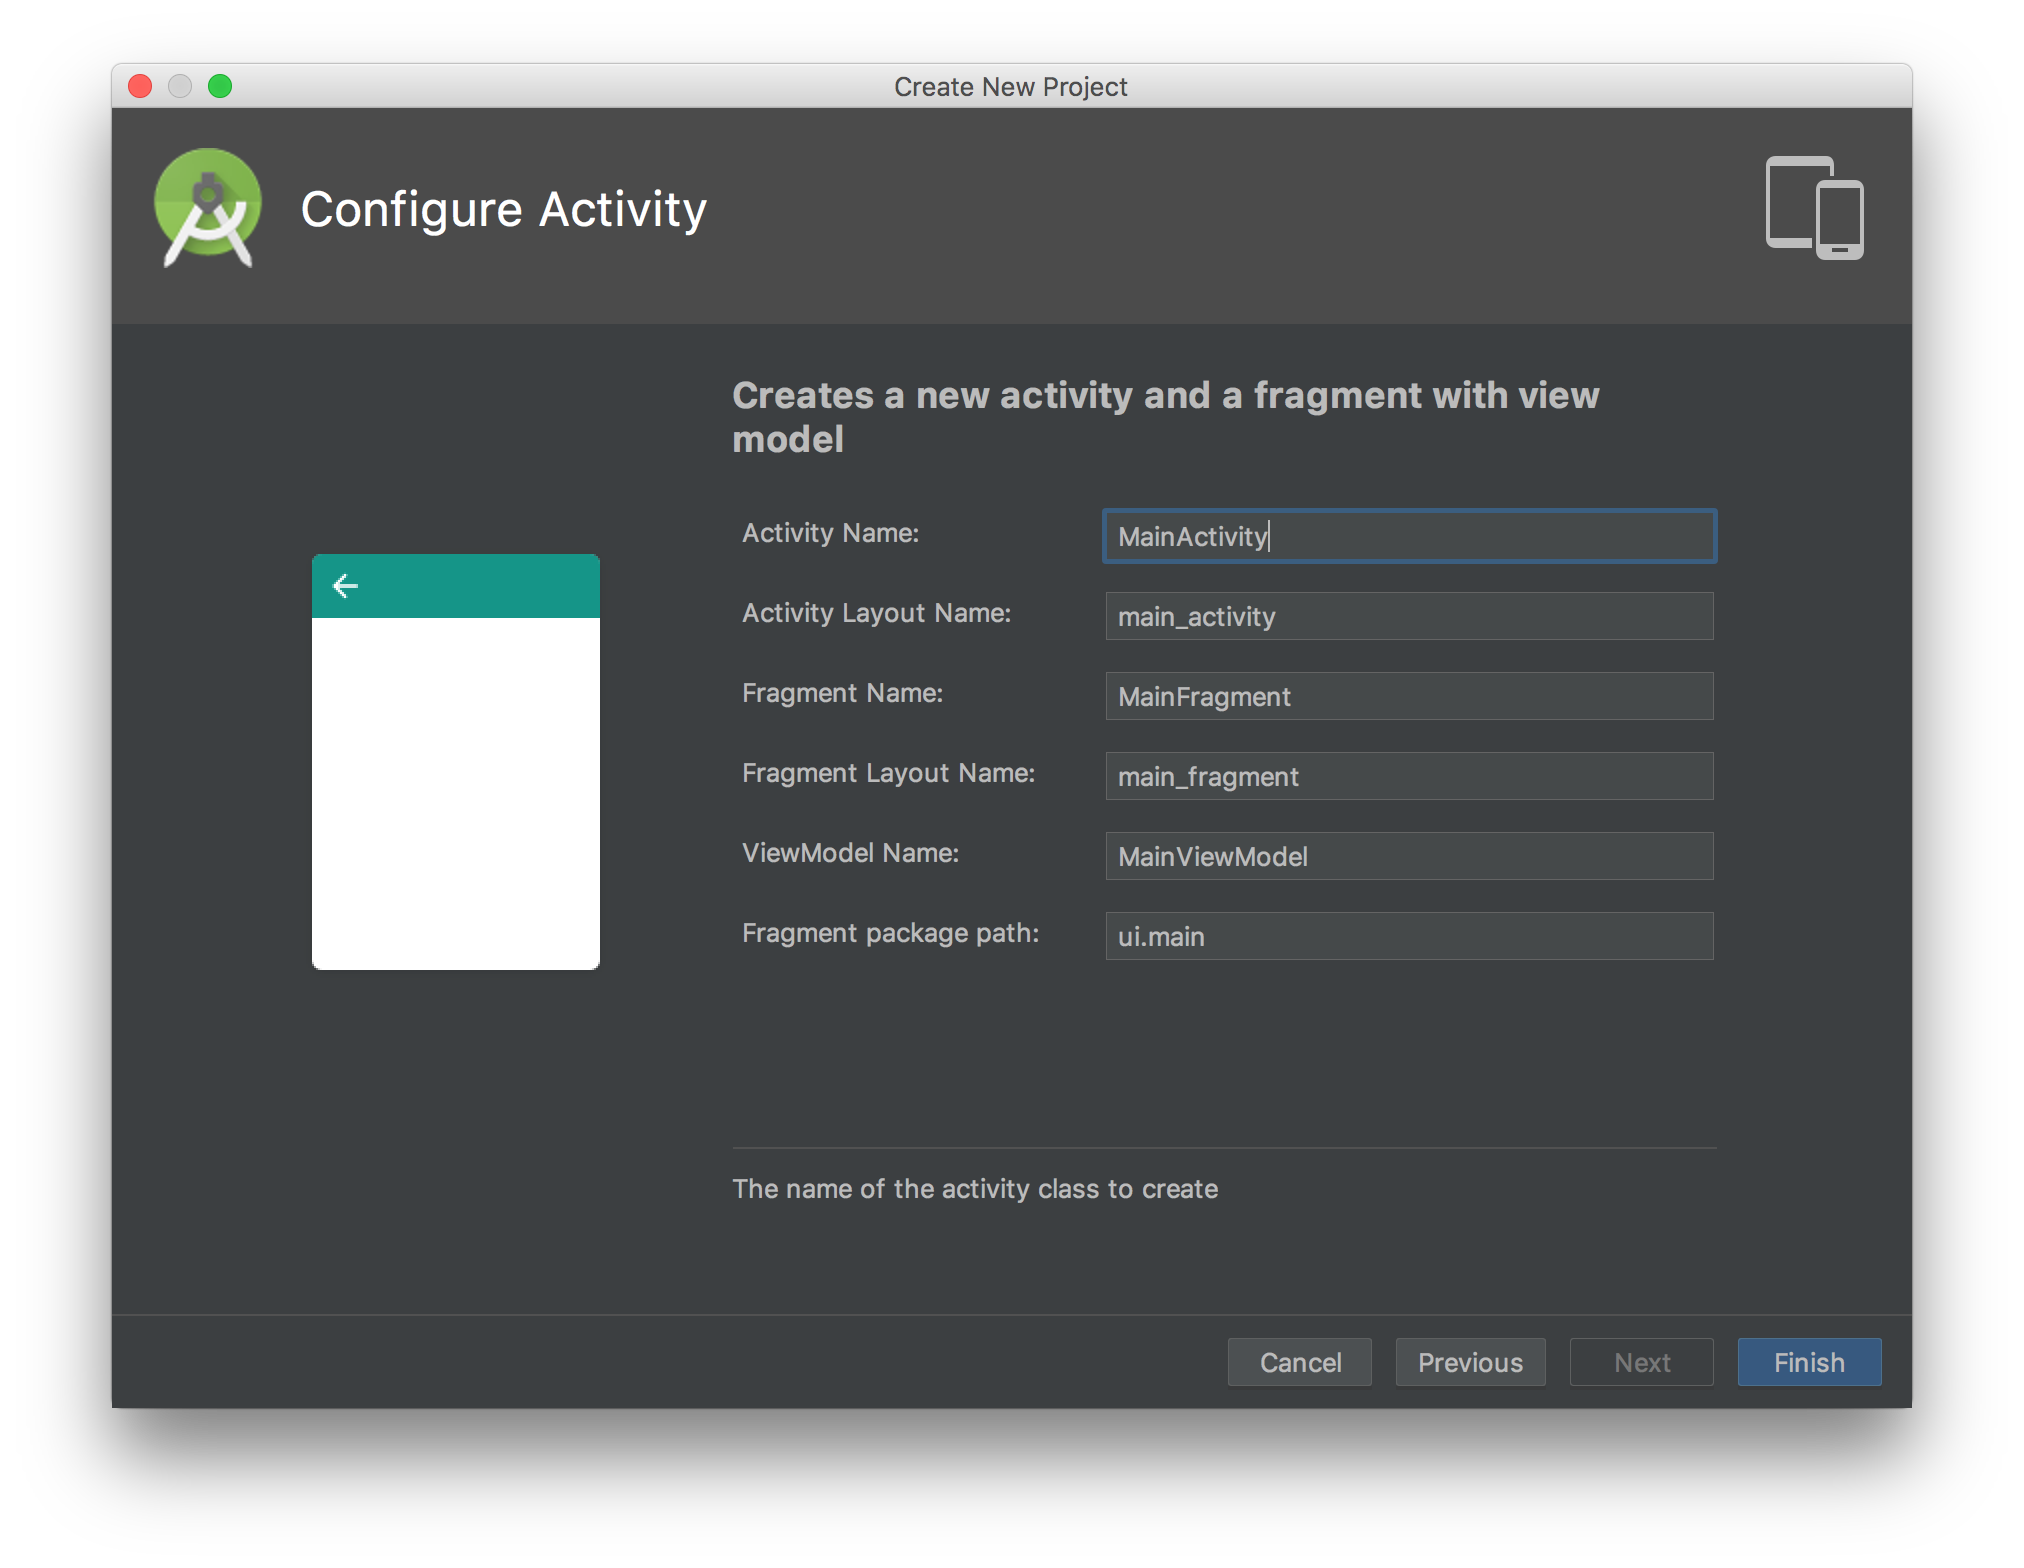 Create New Project
Configure Activity
Creates a new activity and a fragment with view
model
Activity Name: MainActivity
Activity Layout Name: main_activity
Fragment Name: MainFragment
Fragment Layout Name: main_fragment
ViewModel Name: MainViewModel
Fragment package path: ui.main
The name of the activity class to create
Cancel Previous Next Finish